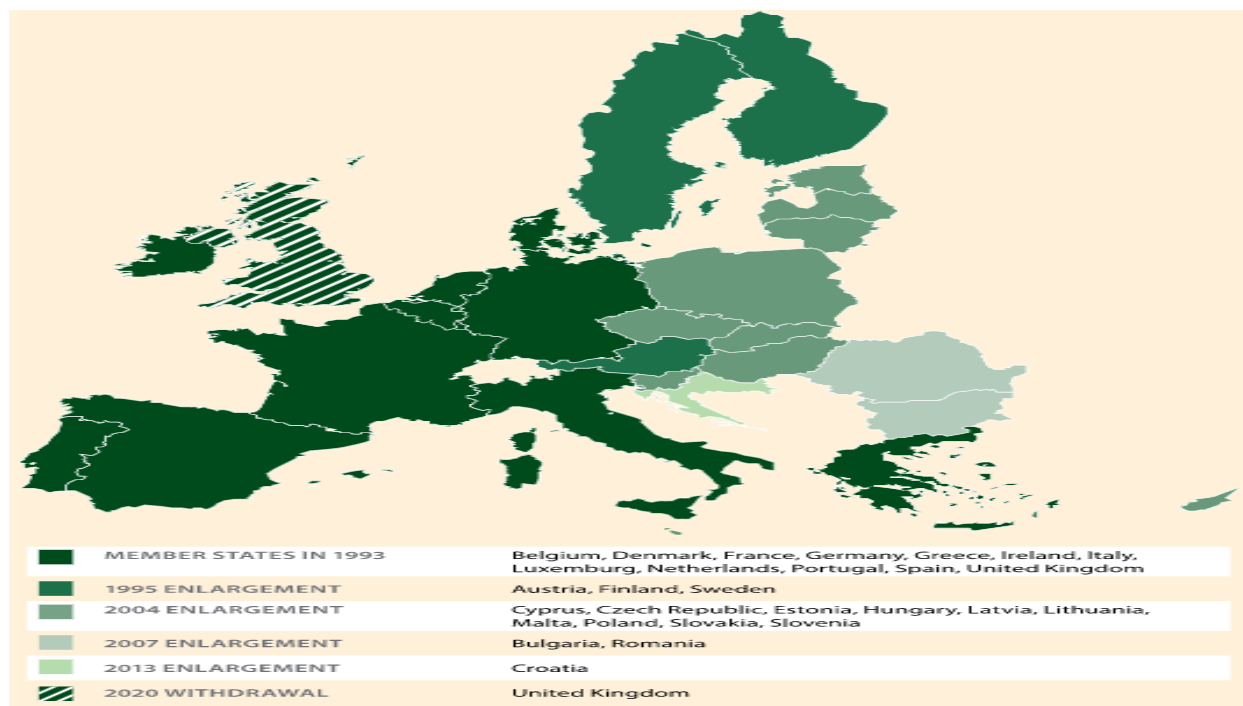 MEMBER STATES IN 1993
Belgium, Denmark, France, Germany, Greece, Ireland, Italy,
Luxemburg, Netherlands, Portugal, Spain, United Kingdom
1995 ENLARGEMENT
Austria, Finland, Sweden
2004 ENLARGEMENT
Cyprus, Czech Republic, Estonia, Hungary, Latvia, Lithuania,
Malta, Poland, Slovakia, Slovenia
2007 ENLARGEMENT
Bulgaria, Romania
2013 ENLARGEMENT
Croatia
2020 WITHDRAWAL
United Kingdom